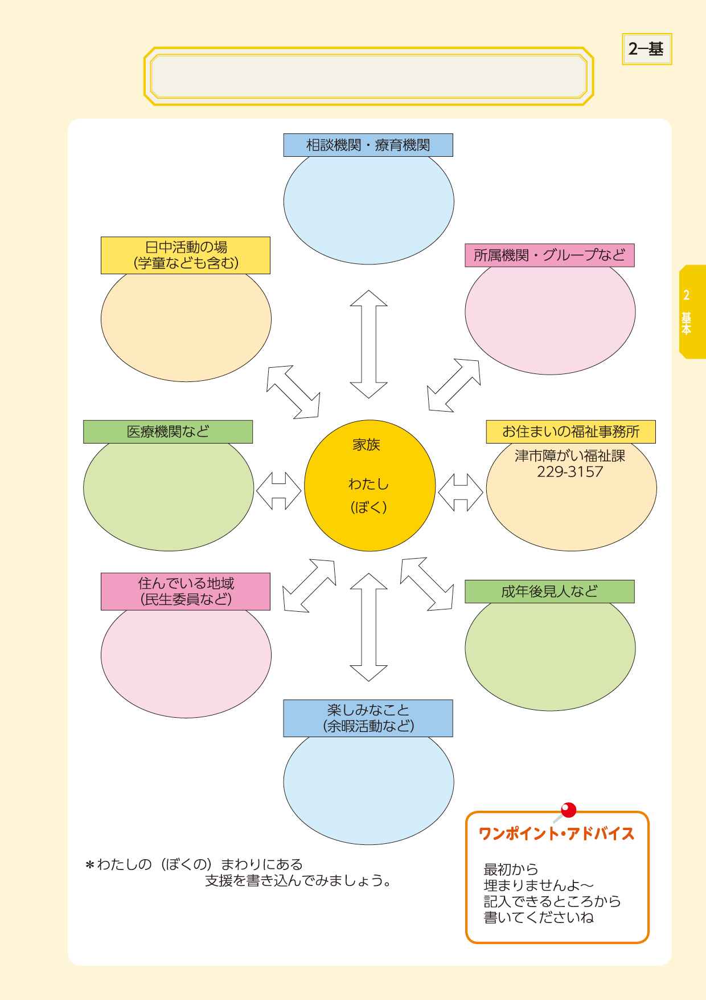 2−基
相談機関・療育機関
日中活動の場
(学童なども含む)
所属機関・グループなど
2 基本
医療機関など
家族
わたし
(ぼく)
お住まいの福祉事務所
津市障がい福祉課
229-3157
住んでいる地域
(民生委員など)
成年後見人など
楽しみなこと
(余暇活動など)
＊わたしの（ぼくの）まわりにある
支援を書き込んでみましょう。
ワンポイント・アドバイス
最初から
埋まりませんよ〜
記入できるところから
書いてくださいね